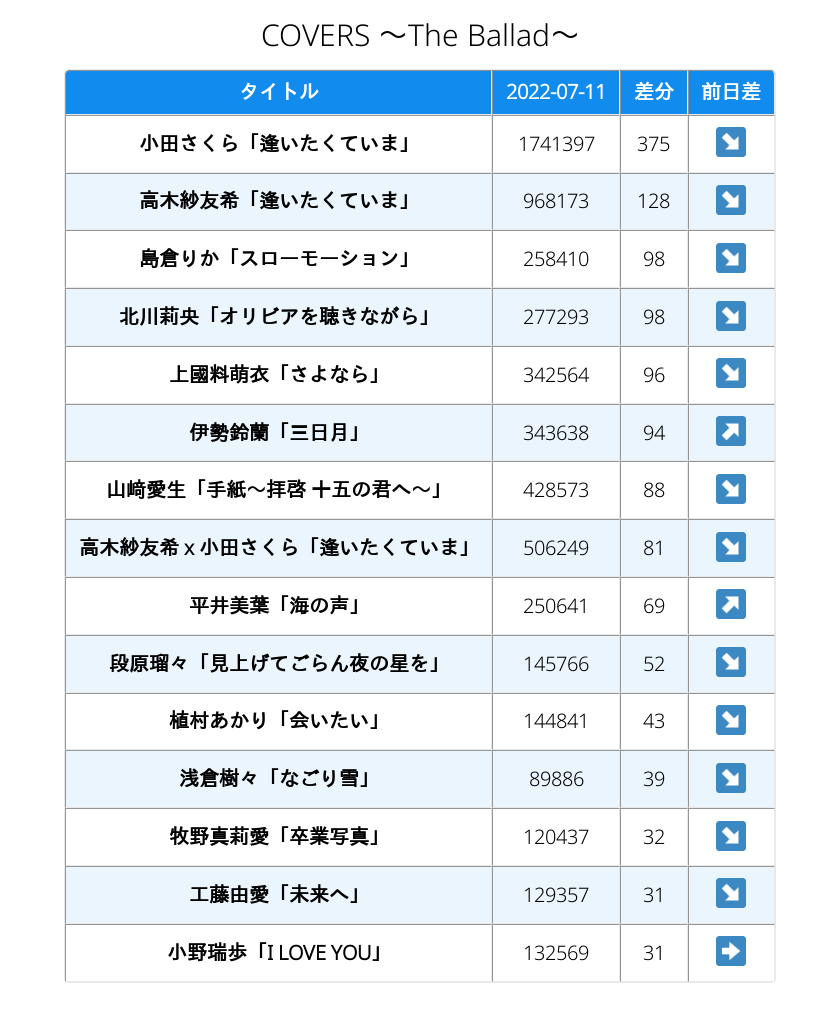 COVERS ～The Ballad～
タイトル 2022-07-11 差分 前日差
小田さくら「逢いたくていま」 1741397 375 ↘
高木紗友希「逢いたくていま」 968173 128 ↘
島倉りか「スローモーション」 258410 98 ↘
北川莉央「オリビアを聴きながら」 277293 98 ↘
上國料萌衣「さよなら」 342564 96 ↘
伊勢鈴蘭「三日月」 343638 94 ↗
山﨑愛生「手紙～拝啓 十五の君へ～」 428573 88 ↘
高木紗友希 x 小田さくら「逢いたくていま」 506249 81 ↘
平井美葉「海の声」 250641 69 ↗
段原瑠々「見上げてごらん夜の星を」 145766 52 ↘
植村あかり「会いたい」 144841 43 ↘
浅倉樹々「なごり雪」 89886 39 ↘
牧野真莉愛「卒業写真」 120437 32 ↘
工藤由愛「未来へ」 129357 31 ↘
小野瑞歩「I LOVE YOU」 132569 31 ➡